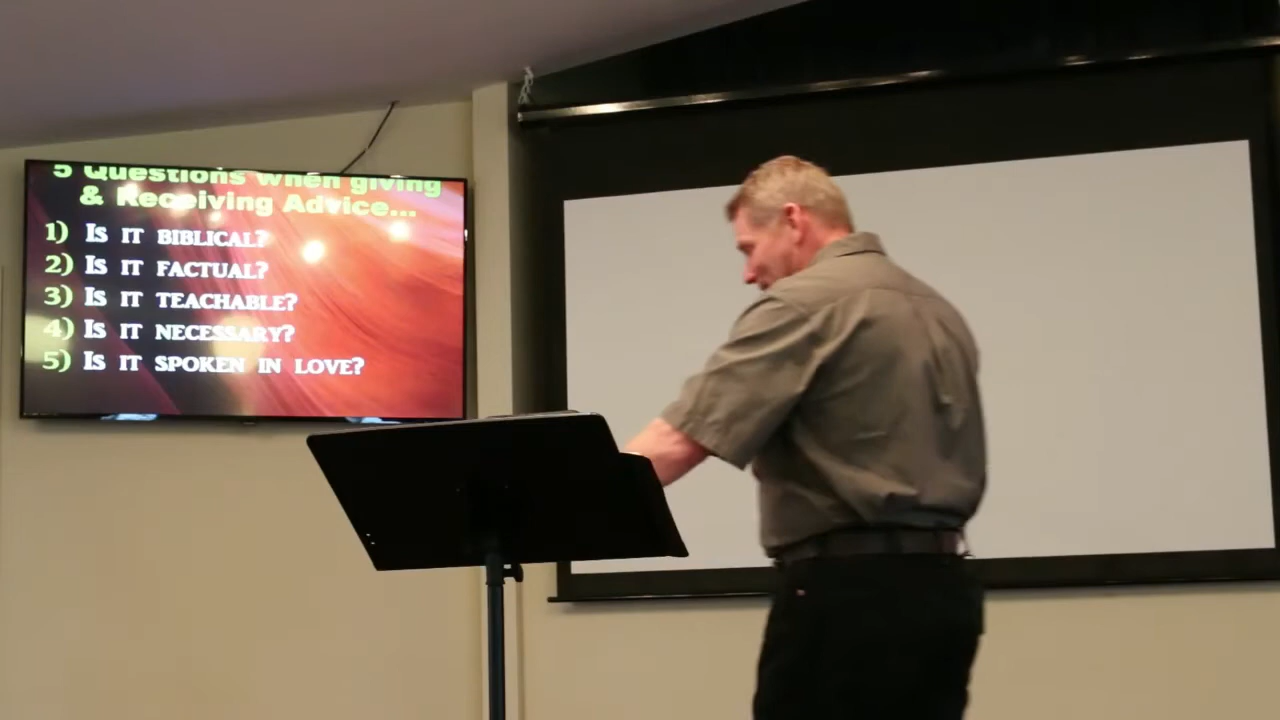 5 Questions when giving
& Receiving Advice...
1) Is it biblical?
2) Is it factual?
3) Is it teachable?
4) Is it necessary?
5) Is it spoken in love?